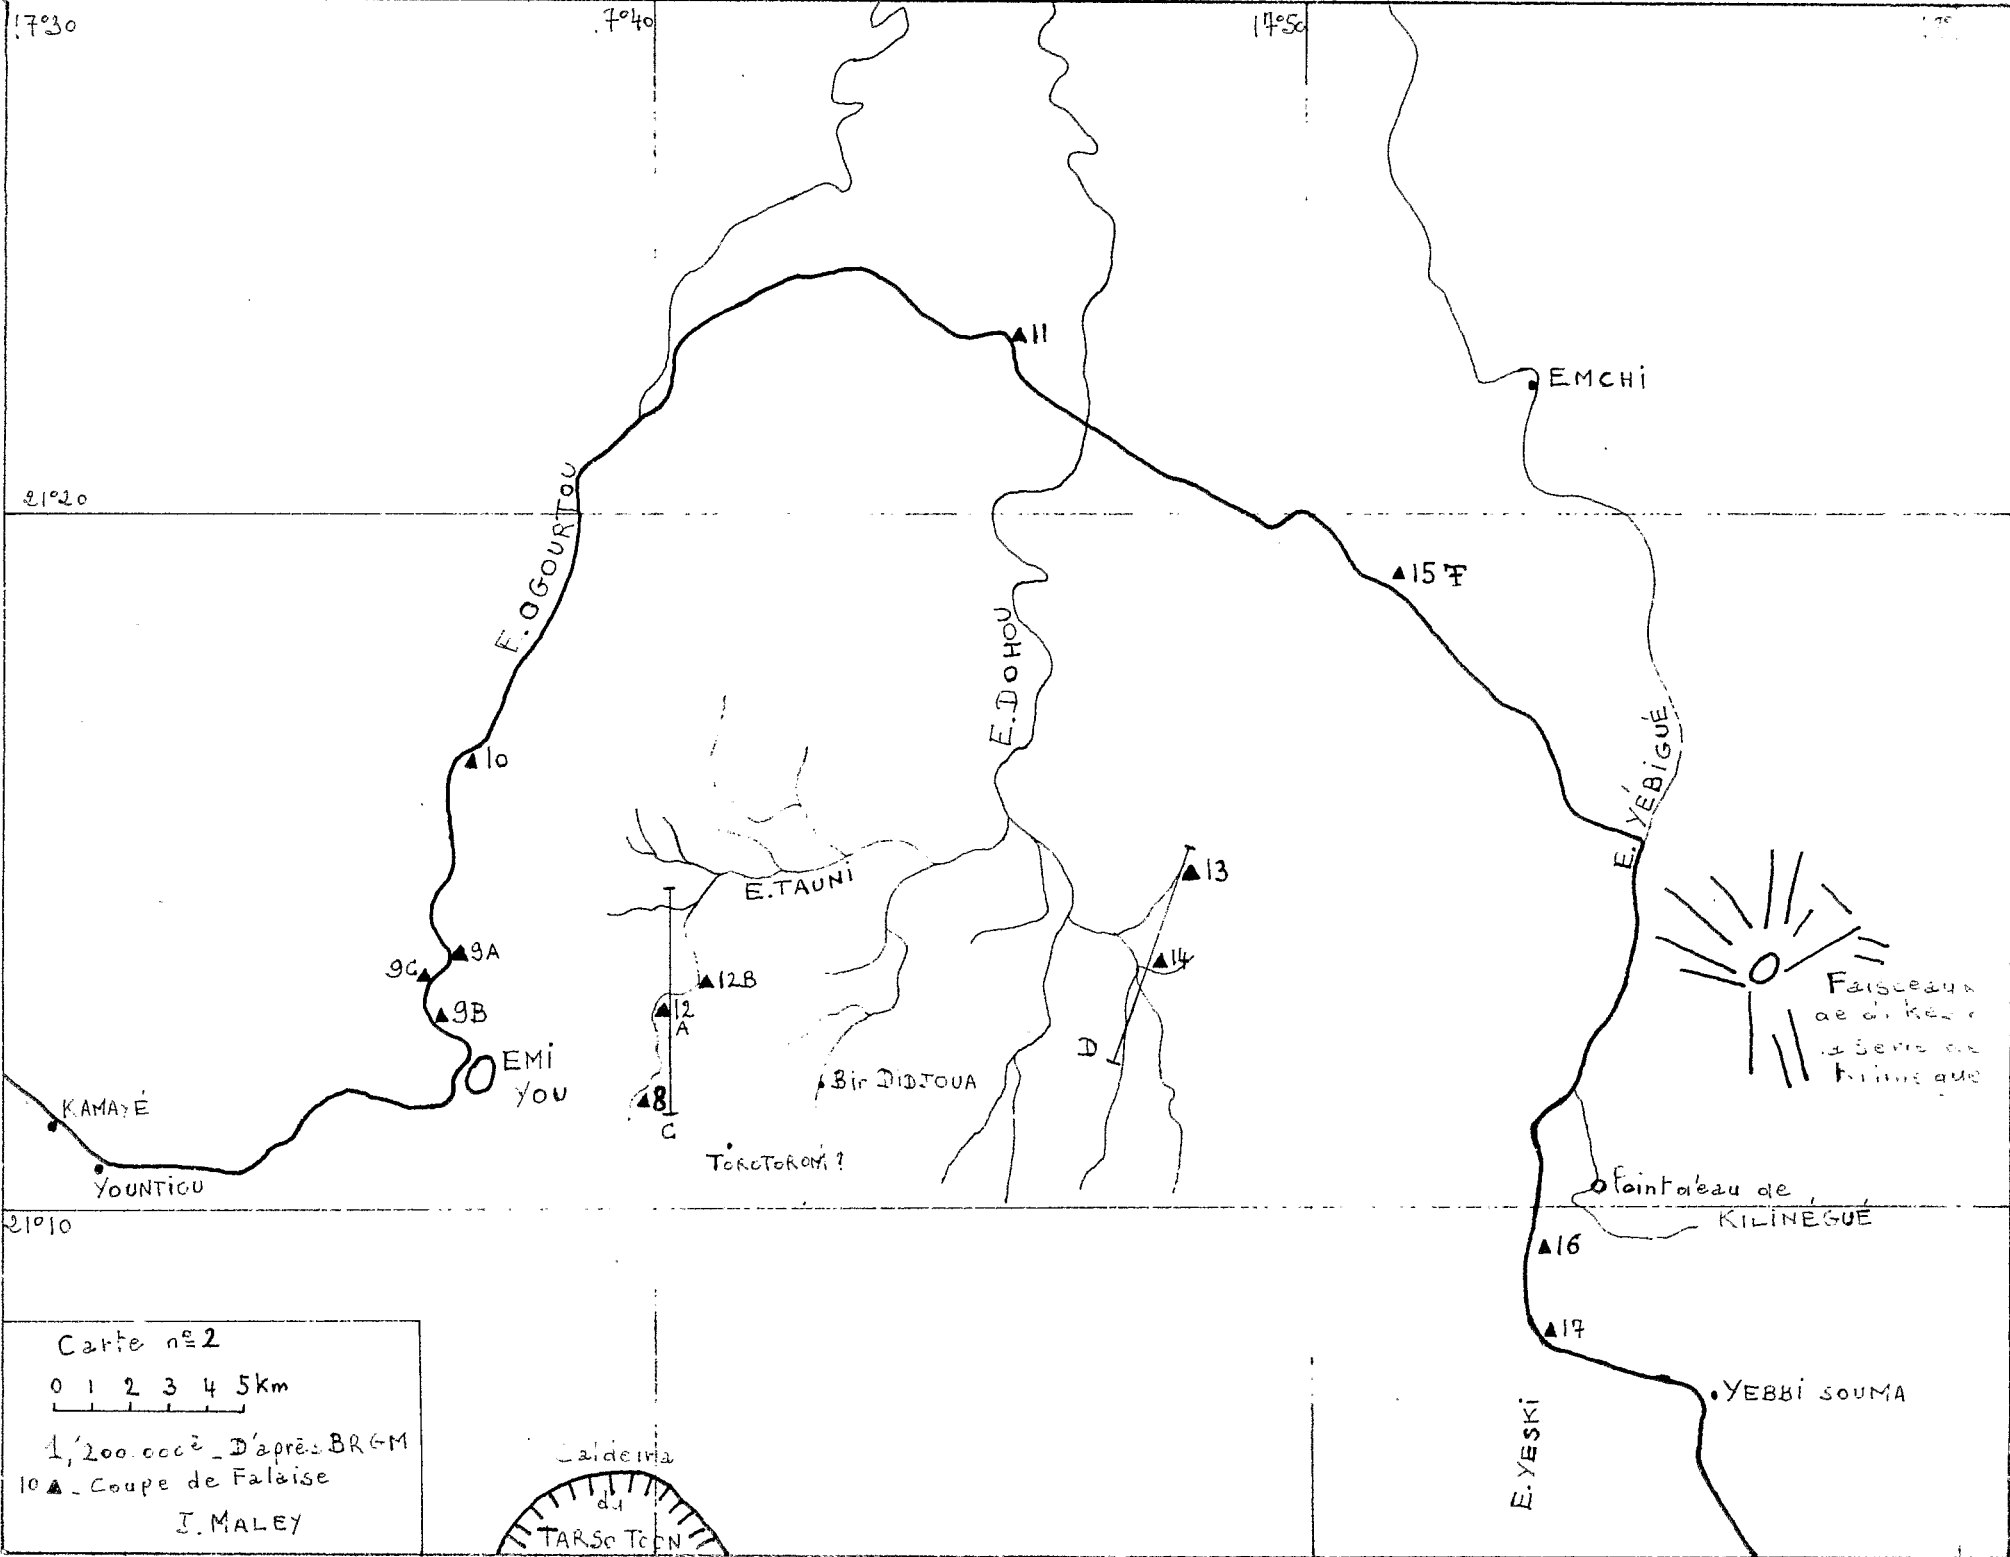 17°30
7°40
17°50
▲11
EMCHi
21°20
E. OGOURTOU
▲15
E. DOHOU
▲10
E. YÉBiGUÉ
E. TAUNi
▲13
▲9A
9C▲
▲14
▲12B
▲9B
▲12
A
Faisceaux
EMi
YOU
D
Bir DiDJOUA
▲8
C
KAMAYÉ
TOROTORONi ?
YOUNTiOU
Point d'eau de
KiLiNÉGUÉ
21°10
▲16
▲17
YEBBi SOUMA
E. YESKi
Carte nº 2
0 1 2 3 4 5 km
1/200.000è _ D'après BRGM
10 ▲ _ Coupe de Falaise
J. MALEY
Caldeira
du
TARSO TOON